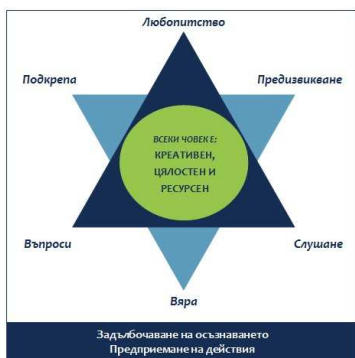 Любопитство
Подкрепа
Предизвикване
ВСЕКИ ЧОВЕК Е:
КРЕАТИВЕН,
ЦЯЛОСТЕН И
РЕСУРСЕН
Въпроси
Слушане
Вяра
Задълбочаване на осъзнаването
Предприемане на действия